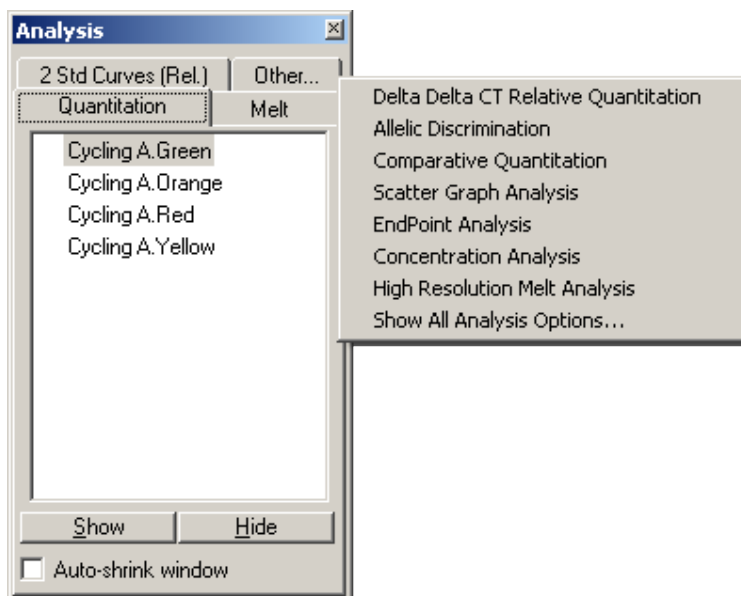 Analysis
2 Std Curves (Rel.)
Other...
Quantitation
Melt
Cycling A.Green
Cycling A.Orange
Cycling A.Red
Cycling A.Yellow
Show
Hide
Auto-shrink window
Delta Delta CT Relative Quantitation
Allelic Discrimination
Comparative Quantitation
Scatter Graph Analysis
EndPoint Analysis
Concentration Analysis
High Resolution Melt Analysis
Show All Analysis Options...